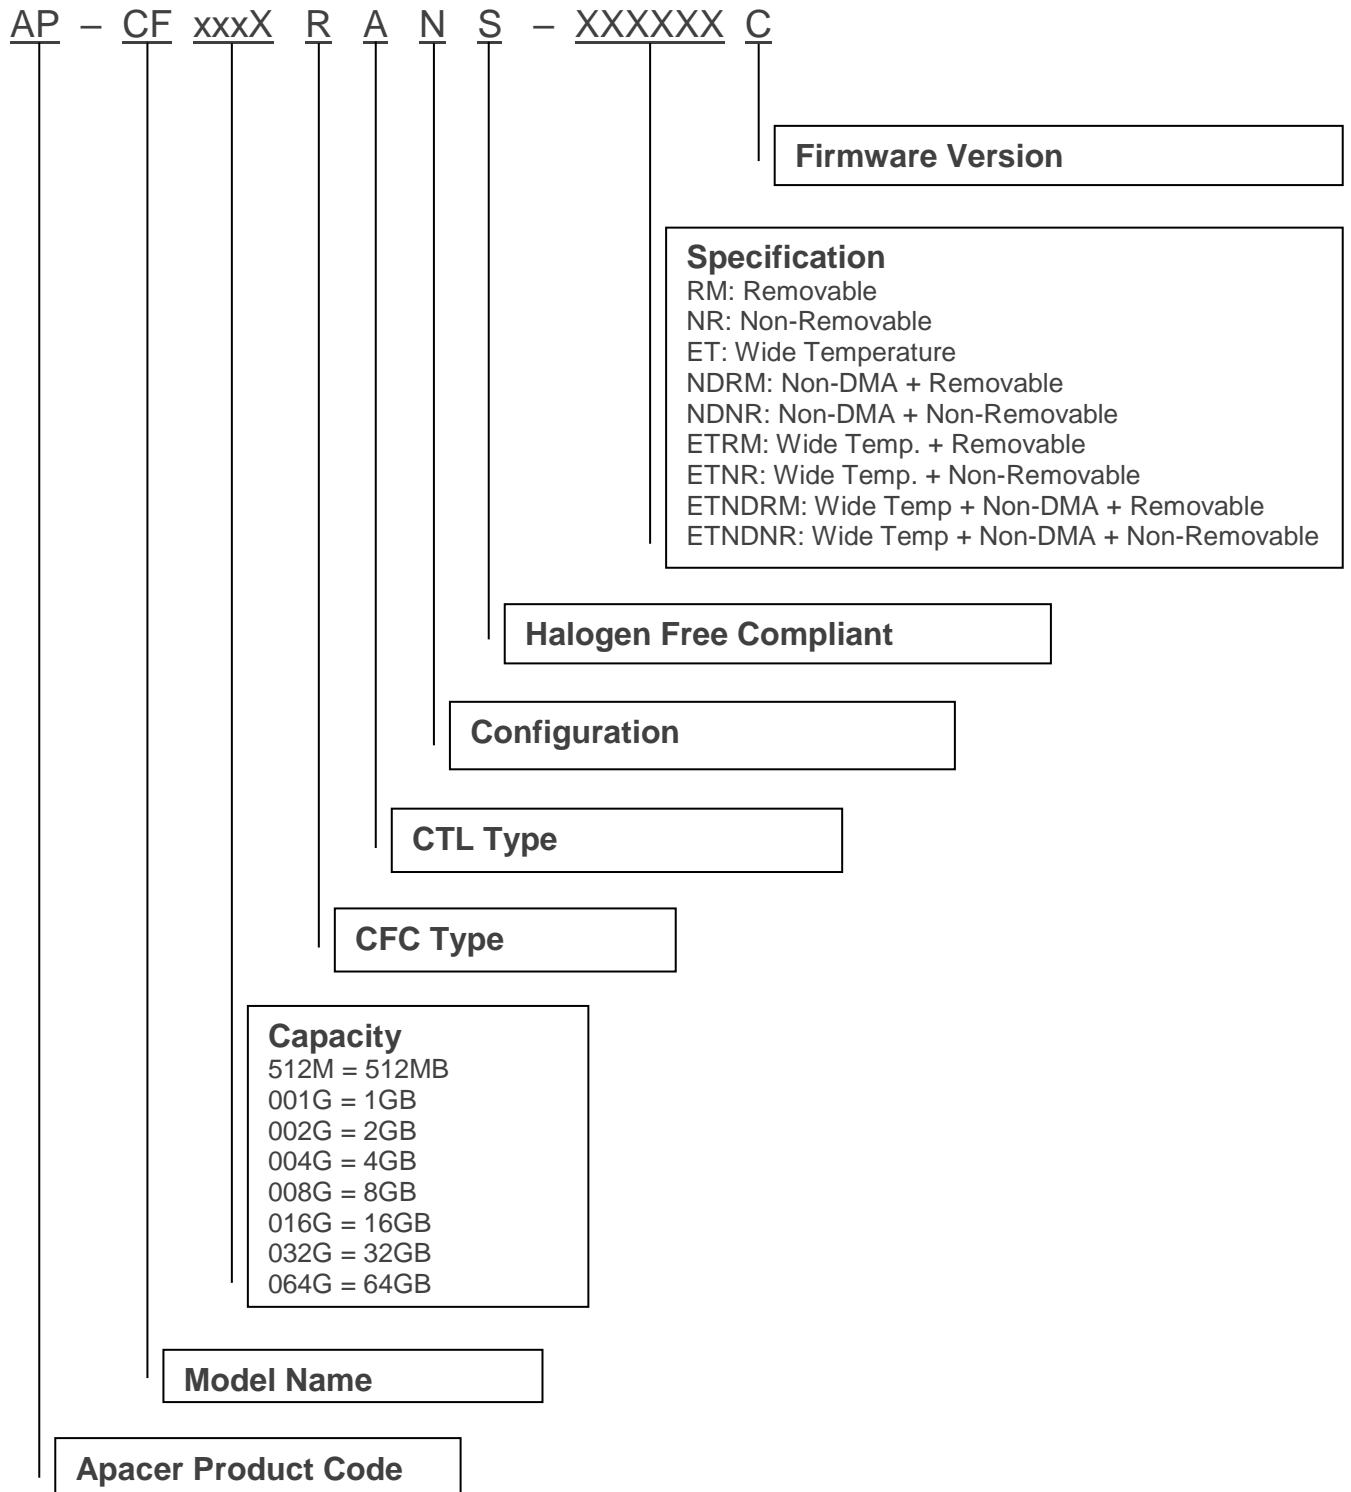 AP – CF xxxX R A N S – XXXXXX C
Firmware Version
Specification
RM: Removable
NR: Non-Removable
ET: Wide Temperature
NDRM: Non-DMA + Removable
NDNR: Non-DMA + Non-Removable
ETRM: Wide Temp. + Removable
ETNR: Wide Temp. + Non-Removable
ETNDRM: Wide Temp + Non-DMA + Removable
ETNDNR: Wide Temp + Non-DMA + Non-Removable
Halogen Free Compliant
Configuration
CTL Type
CFC Type
Capacity
512M = 512MB
001G = 1GB
002G = 2GB
004G = 4GB
008G = 8GB
016G = 16GB
032G = 32GB
064G = 64GB
Model Name
Apacer Product Code